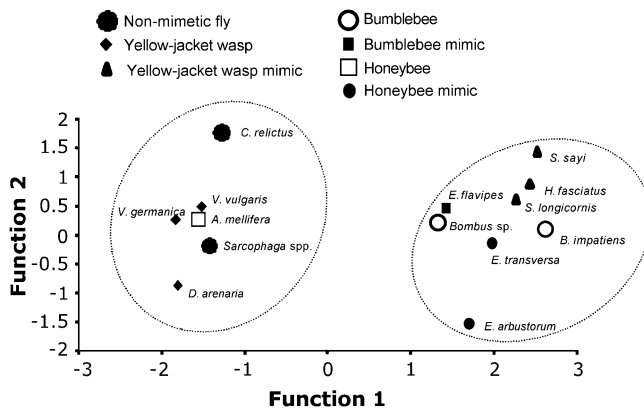 Non-mimetic fly
Yellow-jacket wasp
Yellow-jacket wasp mimic
Bumblebee
Bumblebee mimic
Honeybee
Honeybee mimic
Function 2
2
1.5
1
0.5
0
-0.5
-1
-1.5
-2
C. relictus
V. vulgaris
V. germanica
A. mellifera
Sarcophaga spp.
D. arenaria
S. sayi
H. fasciatus
E. flavipes
S. longicornis
Bombus sp.
B. impatiens
E. transversa
E. arbustorum
-3 -2 -1 0 1 2 3
Function 1